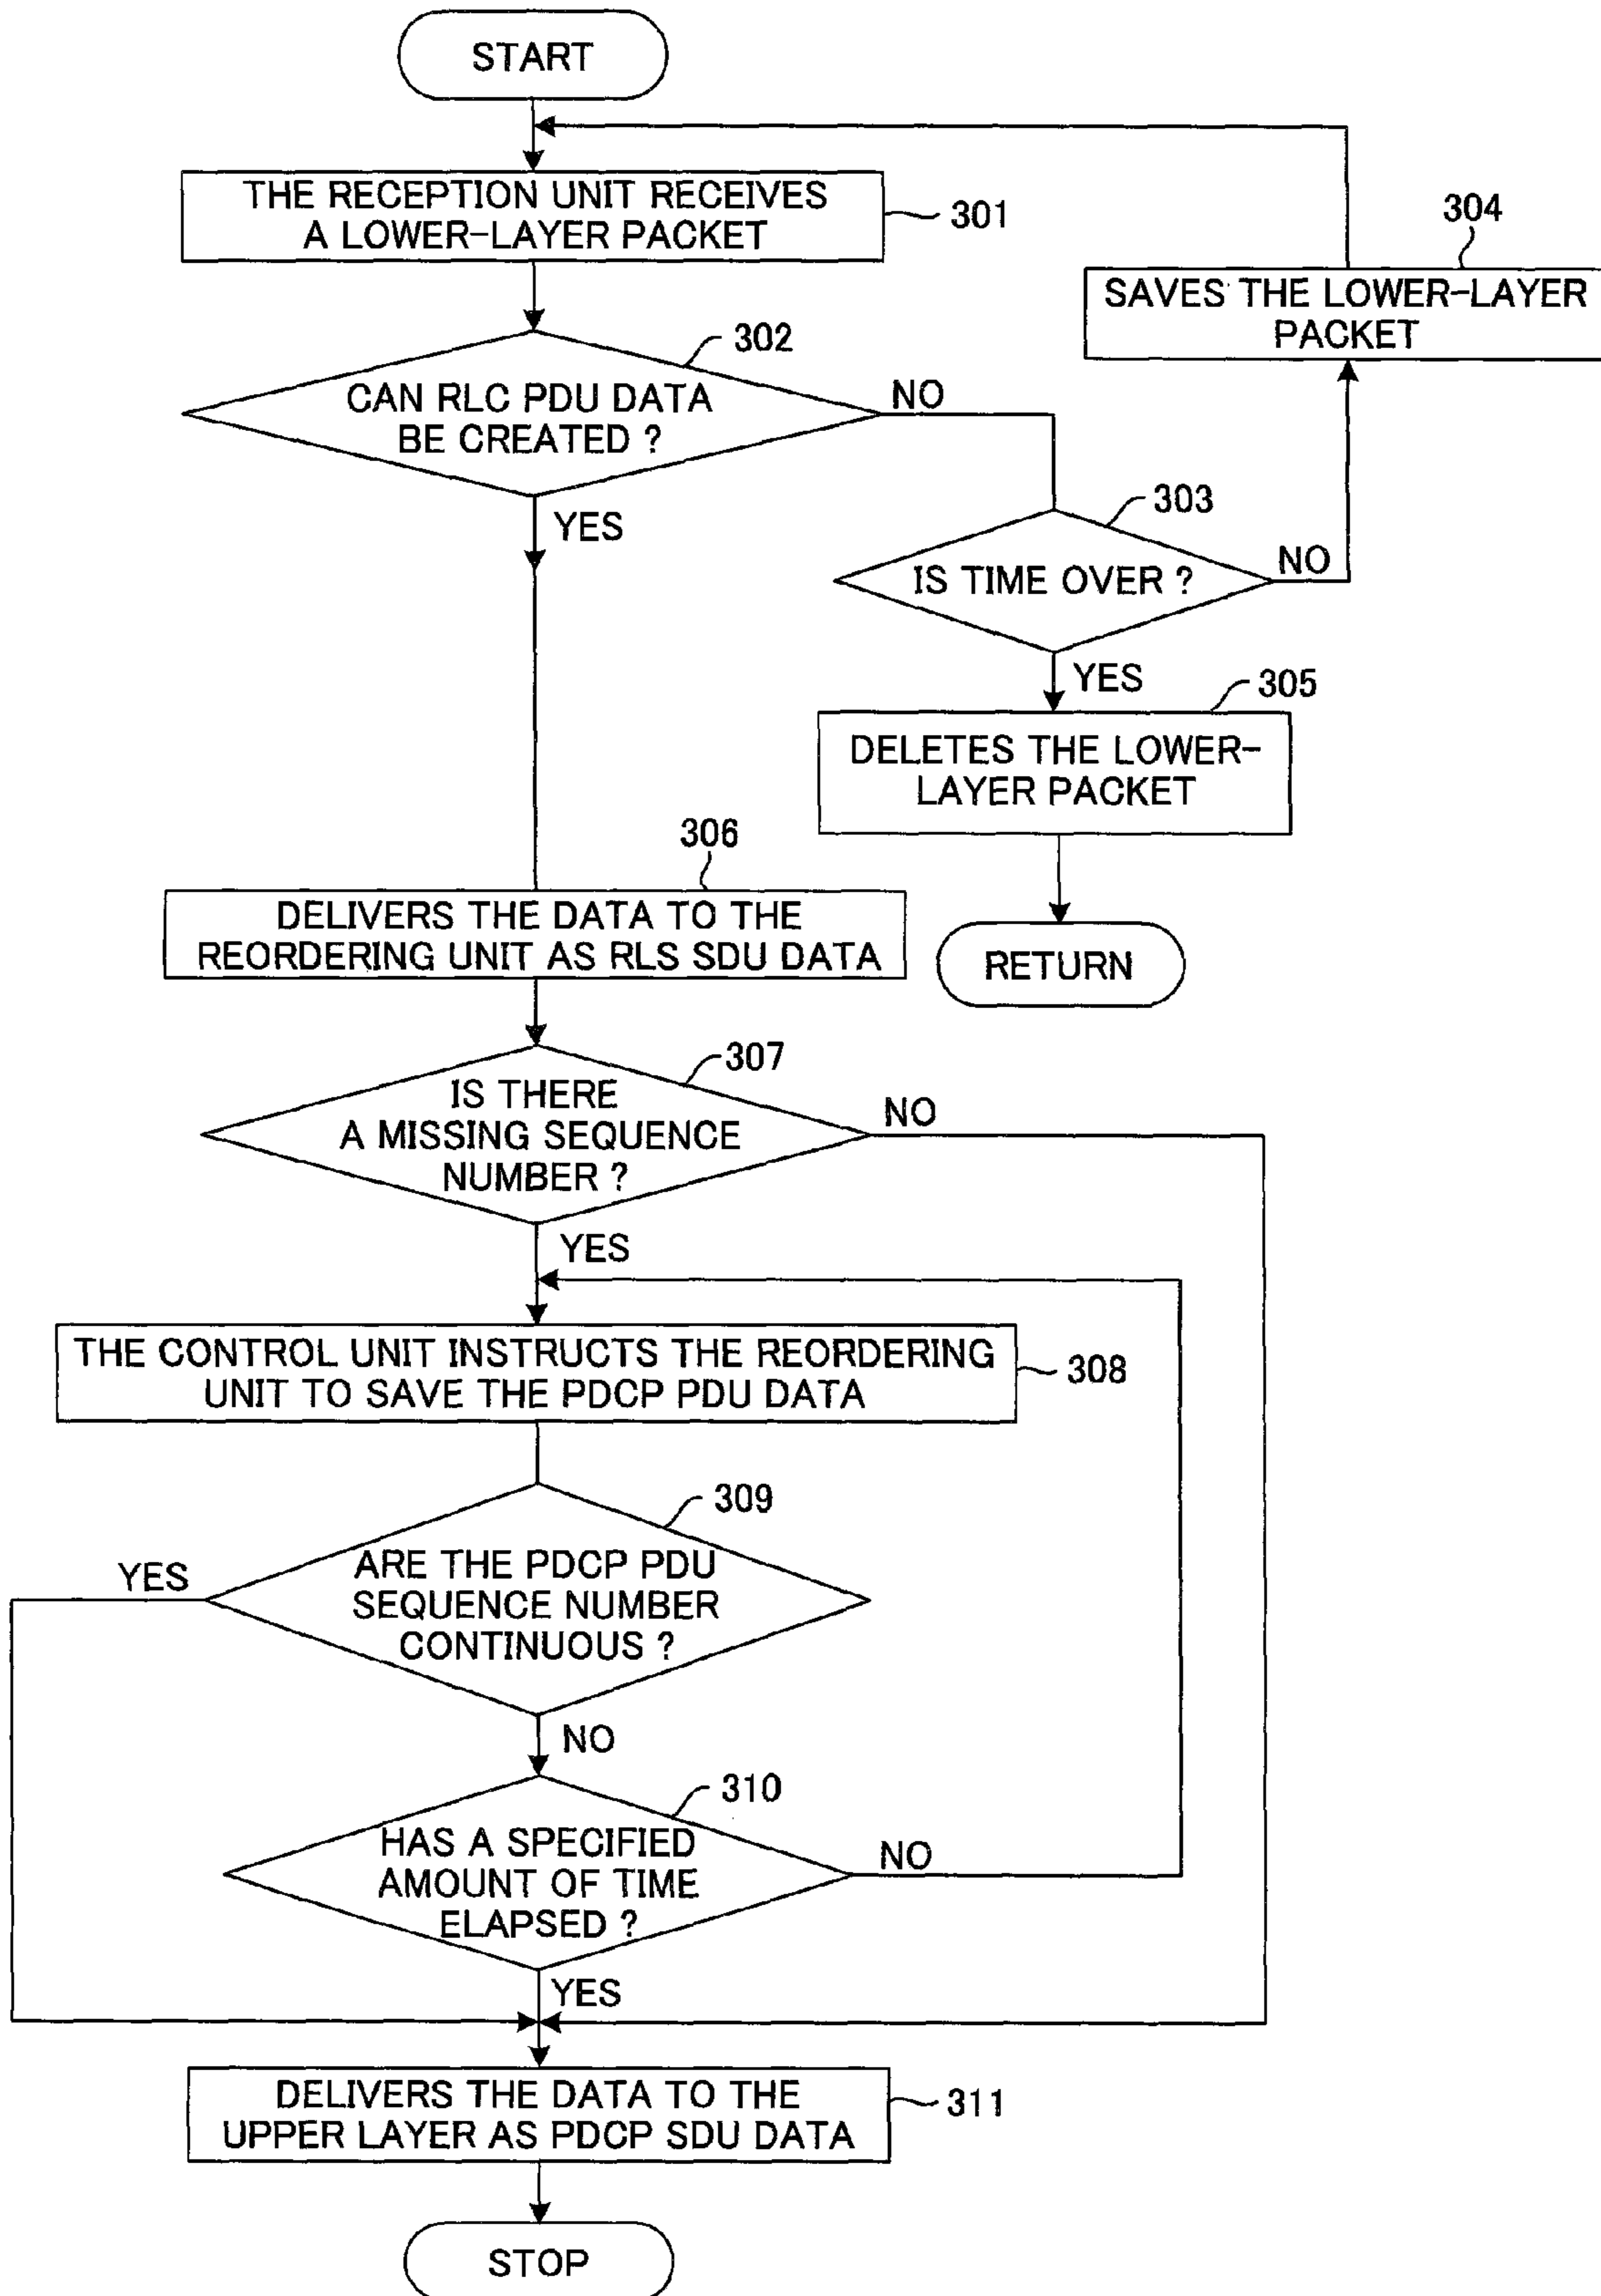 START
THE RECEPTION UNIT RECEIVES
A LOWER-LAYER PACKET
301
304
SAVES THE LOWER-LAYER
PACKET
302
CAN RLC PDU DATA
BE CREATED ?
NO
YES
303
IS TIME OVER ?
NO
YES
305
DELETES THE LOWER-
LAYER PACKET
RETURN
306
DELIVERS THE DATA TO THE
REORDERING UNIT AS RLS SDU DATA
307
IS THERE
A MISSING SEQUENCE
NUMBER ?
NO
YES
THE CONTROL UNIT INSTRUCTS THE REORDERING
UNIT TO SAVE THE PDCP PDU DATA
308
309
ARE THE PDCP PDU
SEQUENCE NUMBER
CONTINUOUS ?
YES
NO
310
HAS A SPECIFIED
AMOUNT OF TIME
ELAPSED ?
NO
YES
DELIVERS THE DATA TO THE
UPPER LAYER AS PDCP SDU DATA
311
STOP